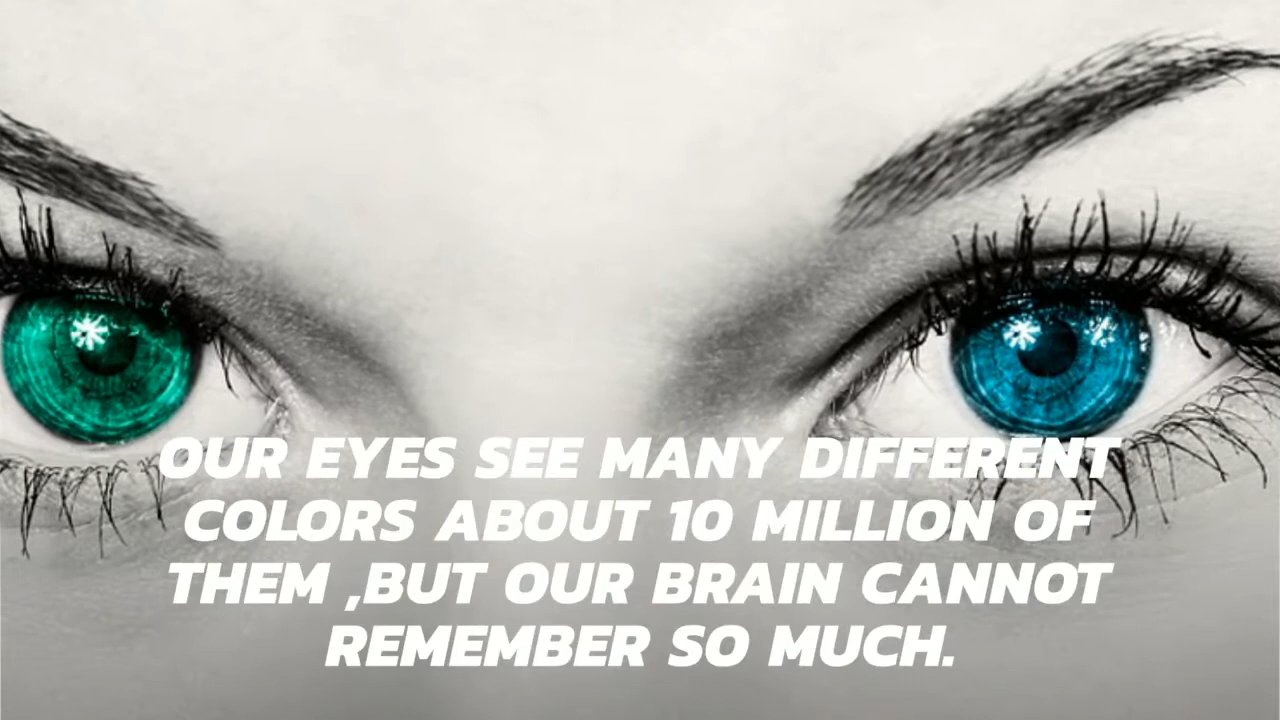 OUR EYES SEE MANY DIFFERENT
COLORS ABOUT 10 MILLION OF
THEM ,BUT OUR BRAIN CANNOT
REMEMBER SO MUCH.